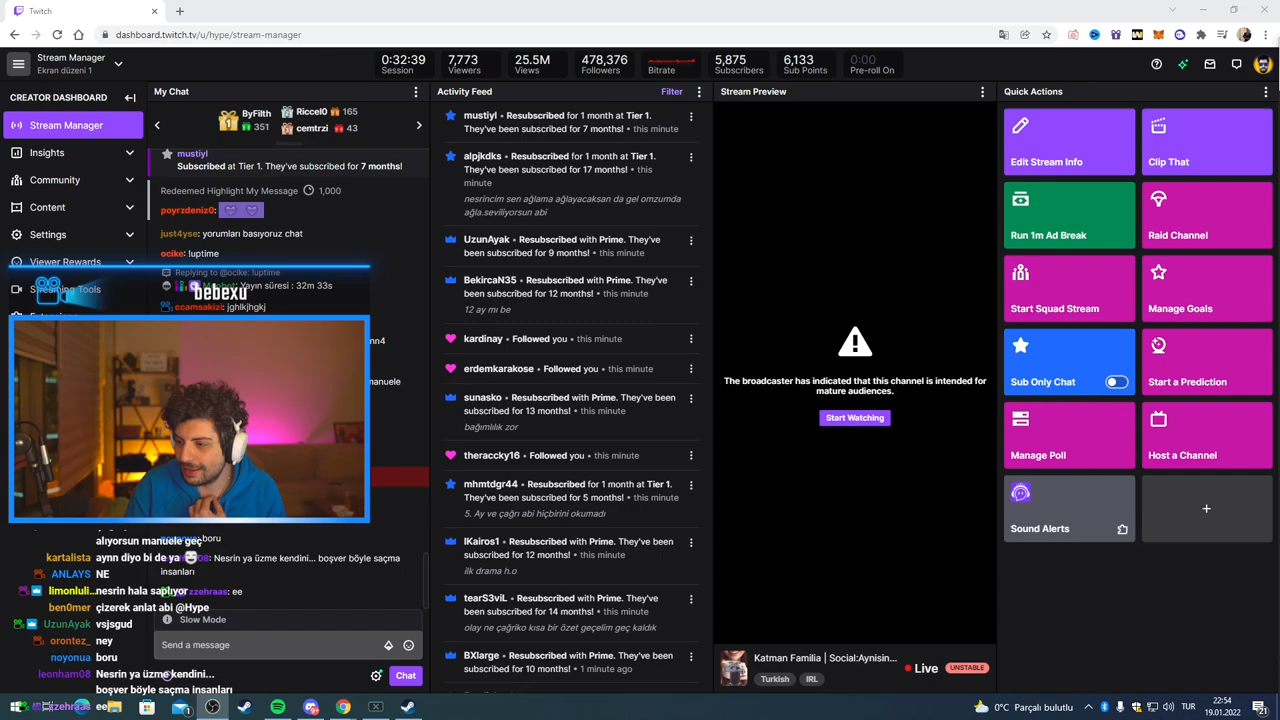 Twitch
dashboard.twitch.tv/u/hype/stream-manager
Stream Manager
Ekran düzeni 1
0:32:39
Session
7,773
Viewers
25.5M
Views
478,376
Followers
Bitrate
5,875
Subscribers
6,133
Sub Points
0:00
Pre-roll On
CREATOR DASHBOARD
Stream Manager
Insights
Community
Content
Settings
Viewer Rewards
Streaming Tools
My Chat
ByFilth
351
Riccel0 165
cemtrzi 43
mustiyl
Subscribed at Tier 1. They've subscribed for 7 months!
Redeemed Highlight My Message 1,000
poyrzdeniz0:
just4yse: yorumları basıyoruz chat
ocike: !uptime
Replying to @ocike: !uptime
Yayın süresi : 32m 33s
bebexu
ccamsakizi: jghlkjhgkj
nn4
manuele
boru
08: Nesrin ya üzme kendini... boşver böyle saçma
insanları
zzehraas: ee
Slow Mode
Send a message
Chat
alıyorsun manuele geç
kartalista aynn diyo bi de ya
ANLAYS NE
limonluli... nesrin hala saplıyor
ben0mer çizerek anlat abi @Hype
UzunAyak vsjsgud
orontez_ ney
noyonua boru
leonham08 Nesrin ya üzme kendini...
boşver böyle saçma insanları
zzehraas ee
Activity Feed
Filter
mustiyl • Resubscribed for 1 month at Tier 1.
They've been subscribed for 7 months! • this minute
alpjkdks • Resubscribed for 1 month at Tier 1.
They've been subscribed for 17 months! • this
minute
nesrincim sen ağlama ağlayacaksan da gel omzumda
ağla.seviliyorsun abi
UzunAyak • Resubscribed with Prime. They've
been subscribed for 9 months! • this minute
BekircaN35 • Resubscribed with Prime. They've
been subscribed for 12 months! • this minute
12 ay mı be
kardinay • Followed you • this minute
erdemkarakose • Followed you • this minute
sunasko • Resubscribed with Prime. They've been
subscribed for 13 months! • this minute
bağımlılık zor
theraccky16 • Followed you • this minute
mhmtdgr44 • Resubscribed for 1 month at Tier 1.
They've been subscribed for 5 months! • this minute
5. Ay ve çağrı abi hiçbirini okumadı
IKairos1 • Resubscribed with Prime. They've been
subscribed for 12 months! • this minute
ilk drama h.o
tearS3viL • Resubscribed with Prime. They've
been subscribed for 14 months! • this minute
olay ne çağriko kısa bir özet geçelim geç kaldık
BXlarge • Resubscribed with Prime. They've been
subscribed for 10 months! • 1 minute ago
Stream Preview
The broadcaster has indicated that this channel is intended for
mature audiences.
Start Watching
Katman Familia | Social:Aynisin...
Turkish
IRL
Live
UNSTABLE
Quick Actions
Edit Stream Info
Clip That
Run 1m Ad Break
Raid Channel
Start Squad Stream
Manage Goals
Sub Only Chat
Start a Prediction
Manage Poll
Host a Channel
Sound Alerts
0°C Parçalı bulutlu
TUR
22:54
19.01.2022
21